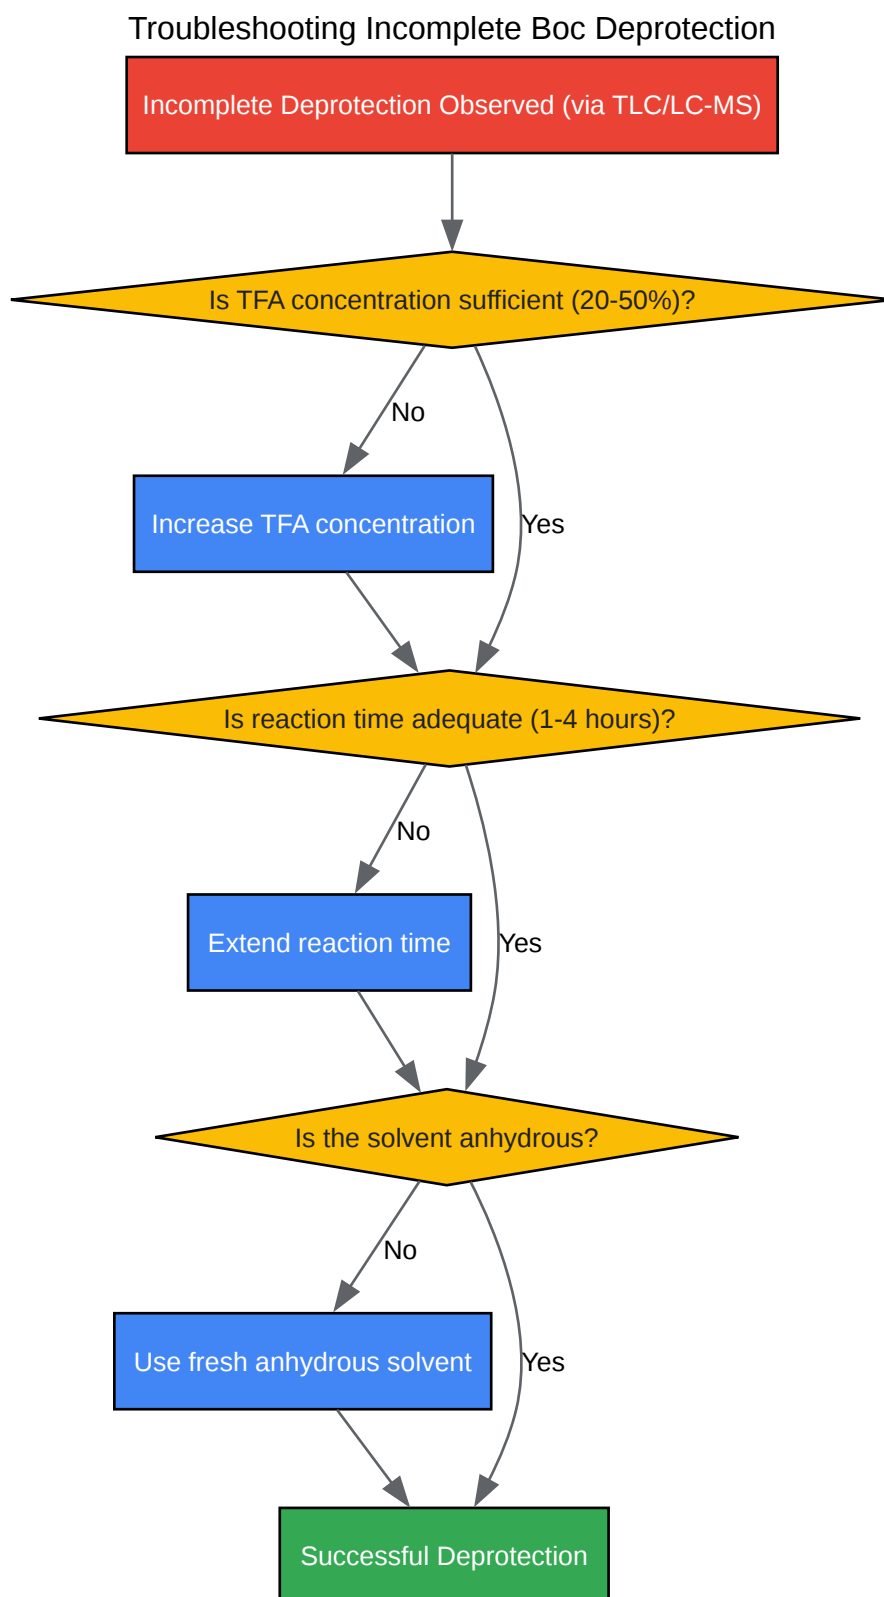 Troubleshooting Incomplete Boc Deprotection
Incomplete Deprotection Observed (via TLC/LC-MS)
Is TFA concentration sufficient (20-50%)?
No
Increase TFA concentration
Yes
Is reaction time adequate (1-4 hours)?
No
Extend reaction time
Yes
Is the solvent anhydrous?
No
Use fresh anhydrous solvent
Yes
Successful Deprotection